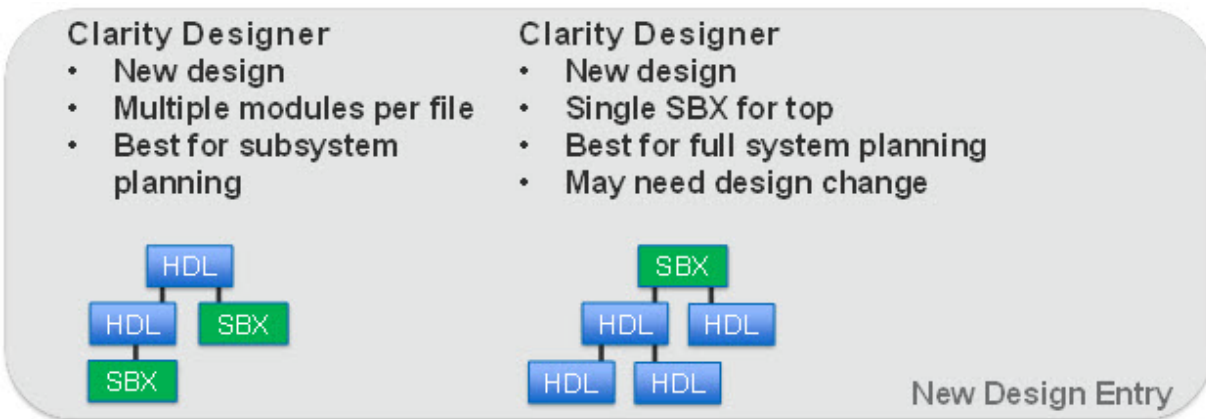 Clarity Designer
• New design
• Multiple modules per file
• Best for subsystem
planning
HDL
HDL SBX
SBX
Clarity Designer
• New design
• Single SBX for top
• Best for full system planning
• May need design change
SBX
HDL HDL
HDL HDL
New Design Entry